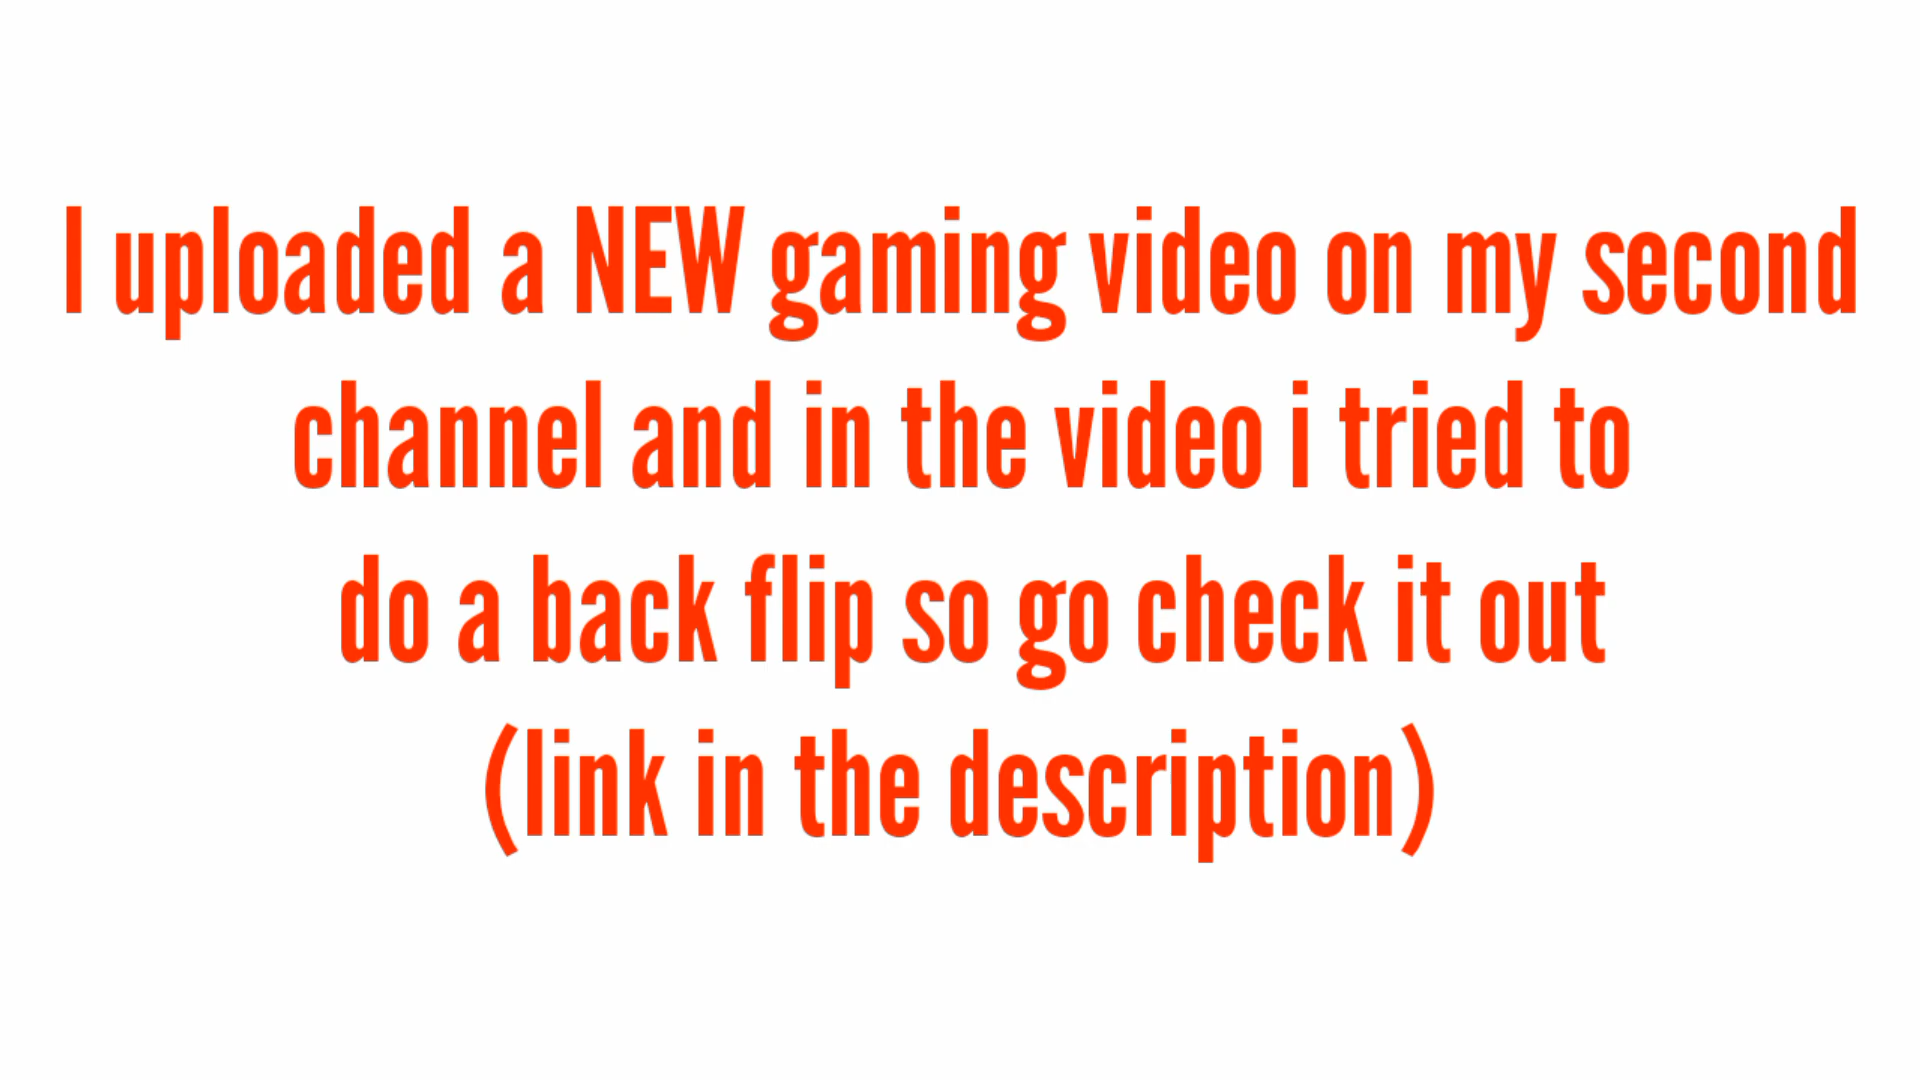 I uploaded a NEW gaming video on my second
channel and in the video i tried to
do a back flip so go check it out
(link in the description)